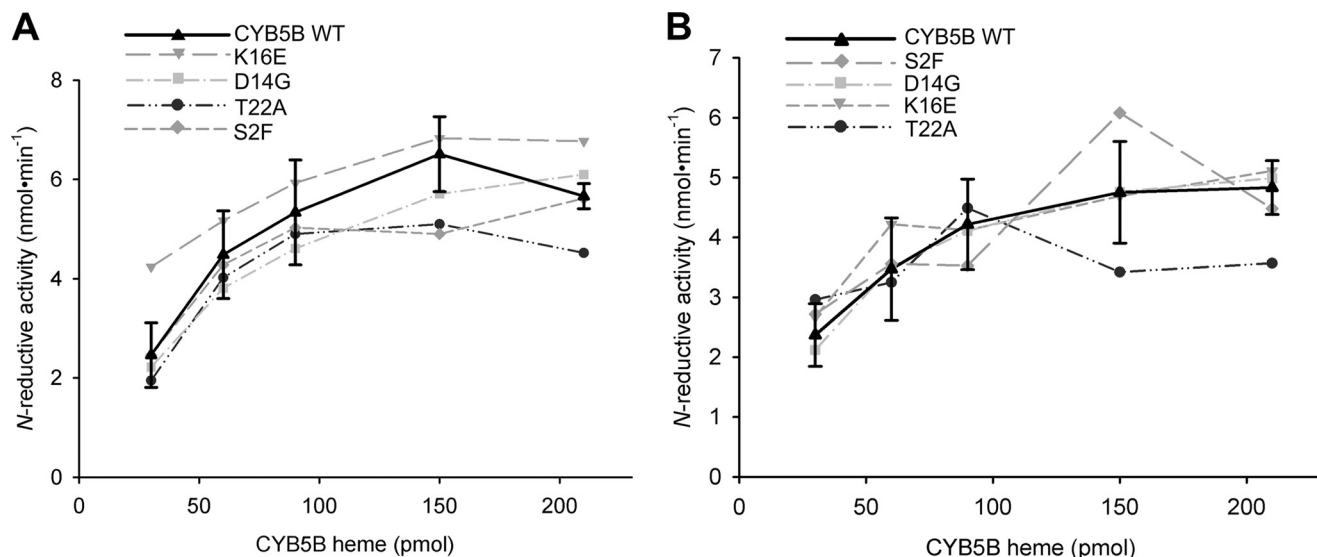 A
CYB5B WT
K16E
D14G
T22A
S2F
N-reductive activity (nmol•min⁻¹)
8
6
4
2
0
0 50 100 150 200
CYB5B heme (pmol)
B
CYB5B WT
S2F
D14G
K16E
T22A
N-reductive activity (nmol•min⁻¹)
7
6
5
4
3
2
1
0
0 50 100 150 200
CYB5B heme (pmol)